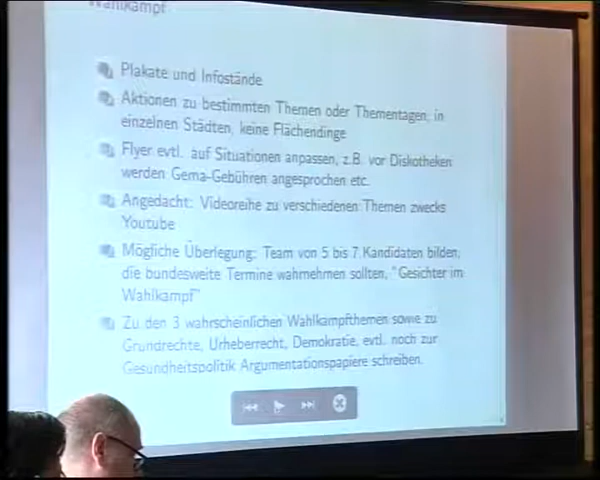 Wahlkampf
Plakate und Infostände
Aktionen zu bestimmten Themen oder Thementagen, in
einzelnen Städten, keine Flächendinge
Flyer evtl. auf Situationen anpassen, z.B. vor Diskotheken
werden Gema-Gebühren angesprochen etc.
Angedacht: Videoreihe zu verschiedenen Themen zwecks
Youtube
Mögliche Überlegung: Team von 5 bis 7 Kandidaten bilden,
die bundesweite Termine wahrnehmen sollten, "Gesichter im
Wahlkampf"
Zu den 3 wahrscheinlichen Wahlkampfthemen sowie zu
Grundrechte, Urheberrecht, Demokratie, evtl. noch zur
Gesundheitspolitik Argumentationspapiere schreiben.